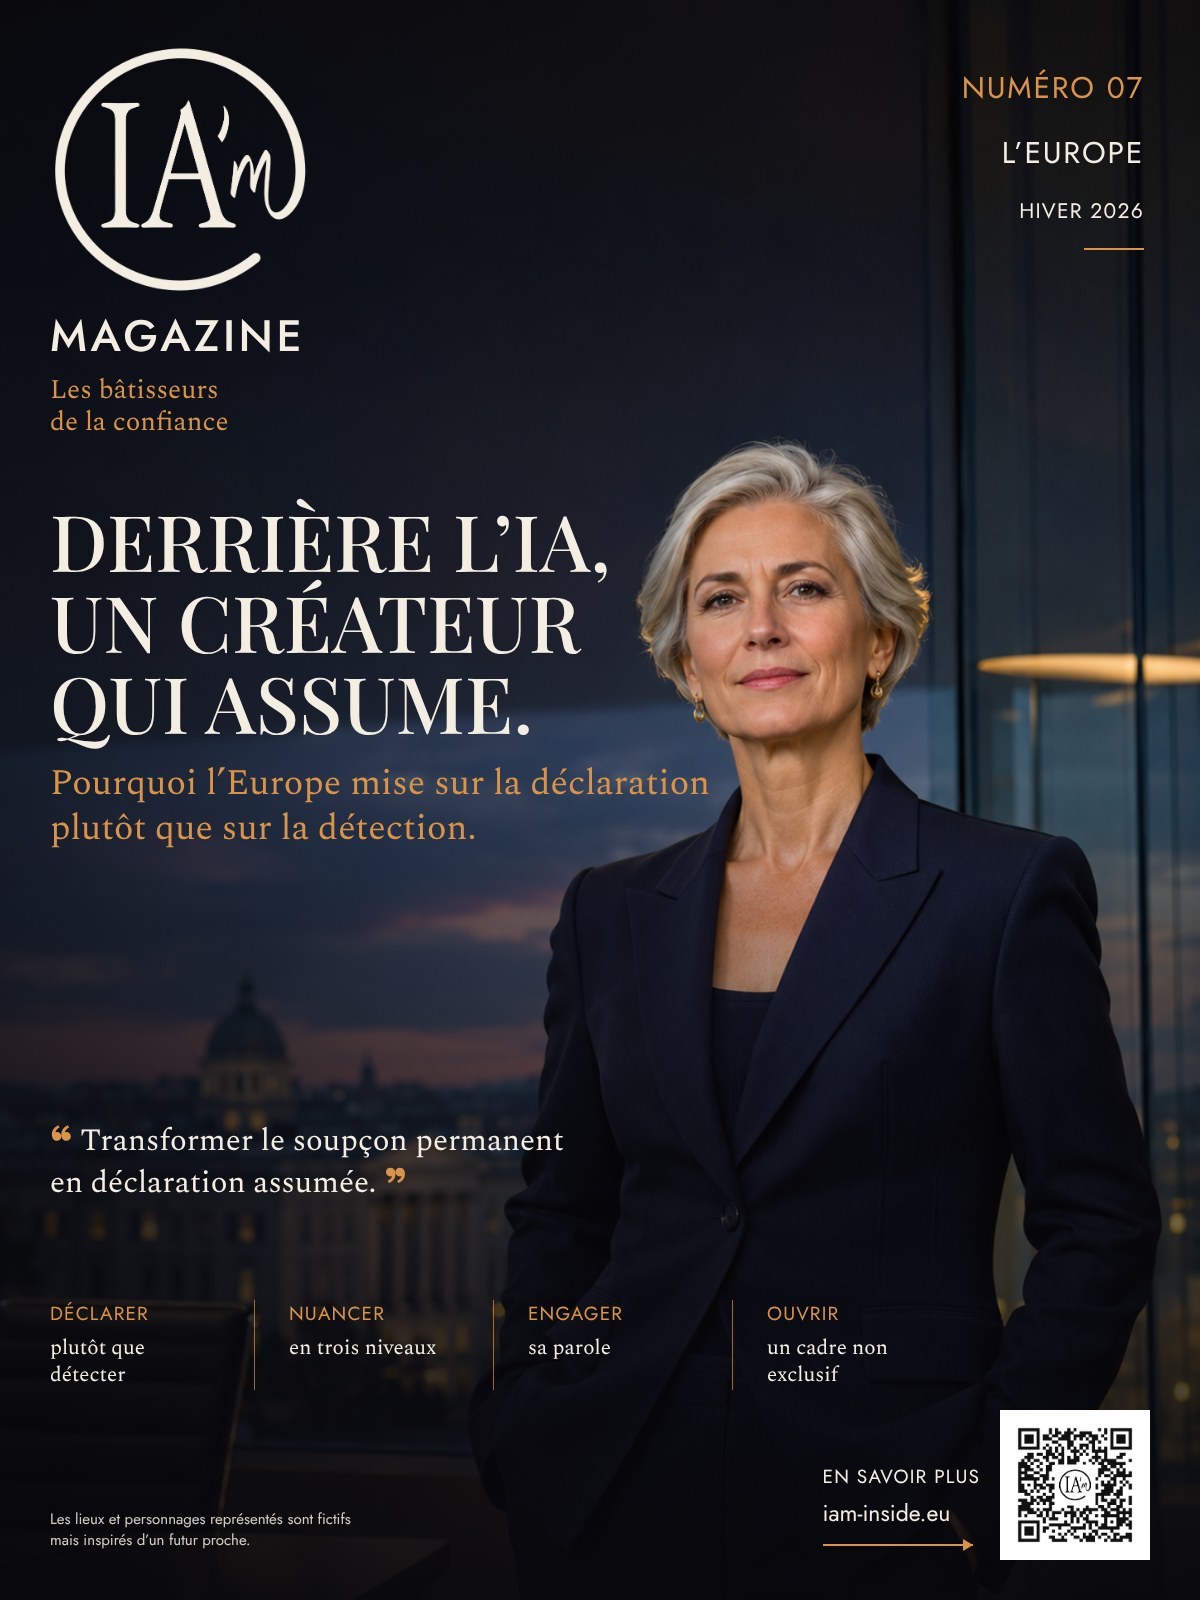 IA'm
MAGAZINE
Les bâtisseurs
de la confiance
NUMÉRO 07
L’EUROPE
HIVER 2026
DERRIÈRE L’IA,
UN CRÉATEUR
QUI ASSUME.
Pourquoi l’Europe mise sur la déclaration
plutôt que sur la détection.
❝ Transformer le soupçon permanent
en déclaration assumée. ❞
DÉCLARER
plutôt que
détecter
NUANCER
en trois niveaux
ENGAGER
sa parole
OUVRIR
un cadre non
exclusif
EN SAVOIR PLUS
iam-inside.eu
IA'm
Les lieux et personnages représentés sont fictifs
mais inspirés d’un futur proche.